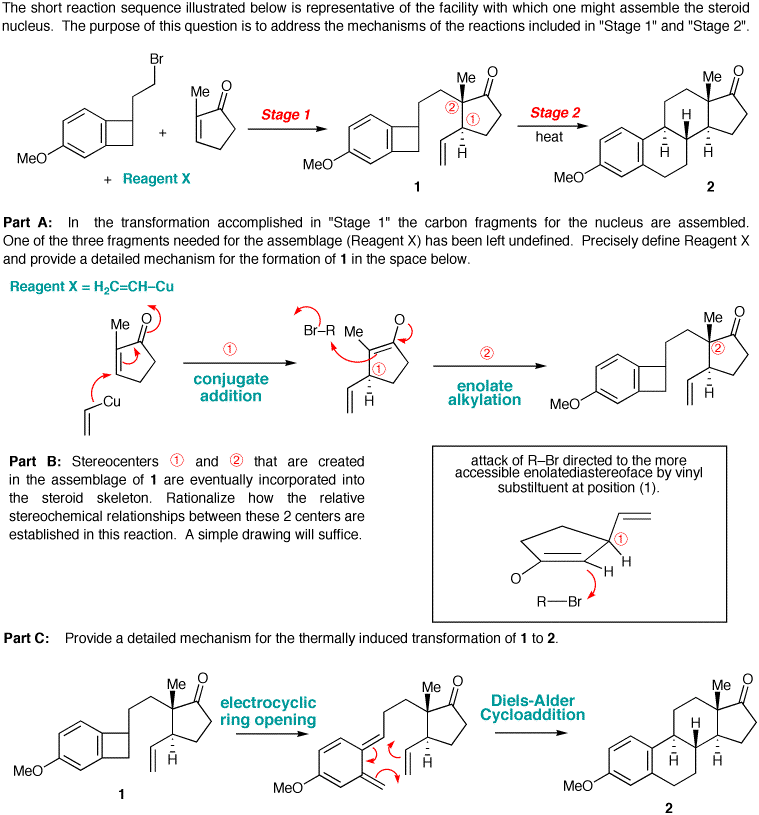 The short reaction sequence illustrated below is representative of the facility with which one might assemble the steroid
nucleus. The purpose of this question is to address the mechanisms of the reactions included in "Stage 1" and "Stage 2".
Br
Me
O
MeO
+
+ Reagent X
Stage 1
Me
O
②
①
H
MeO
1
Stage 2
heat
Me
O
H
H
H
MeO
2
Part A: In the transformation accomplished in "Stage 1" the carbon fragments for the nucleus are assembled.
One of the three fragments needed for the assemblage (Reagent X) has been left undefined. Precisely define Reagent X
and provide a detailed mechanism for the formation of 1 in the space below.
Reagent X = H₂C=CH–Cu
Me
O
Cu
①
conjugate
addition
Br–R
Me
O
①
H
②
enolate
alkylation
Me
O
②
H
MeO
Part B: Stereocenters ① and ② that are created
in the assemblage of 1 are eventually incorporated into
the steroid skeleton. Rationalize how the relative
stereochemical relationships between these 2 centers are
established in this reaction. A simple drawing will suffice.
attack of R–Br directed to the more
accessible enolatediastereoface by vinyl
substiltuent at position (1).
①
H
H
O
R—Br
Part C: Provide a detailed mechanism for the thermally induced transformation of 1 to 2.
Me
O
H
MeO
1
electrocyclic
ring opening
Me
O
H
MeO
Diels-Alder
Cycloaddition
Me
O
H
H
H
MeO
2